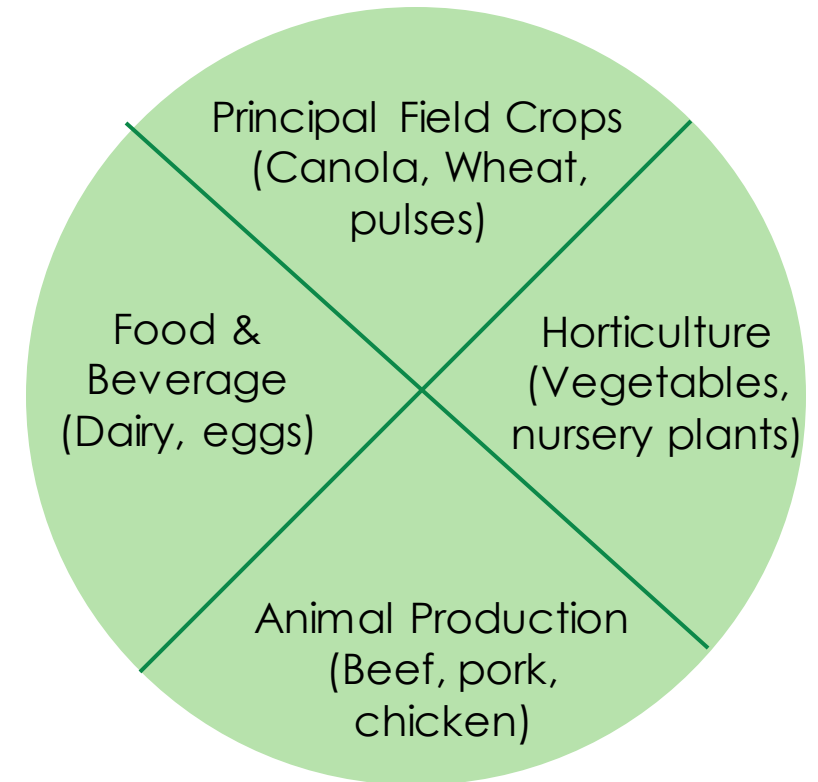 Principal Field Crops
(Canola, Wheat,
pulses)
Food &
Beverage
(Dairy, eggs)
Horticulture
(Vegetables,
nursery plants)
Animal Production
(Beef, pork,
chicken)